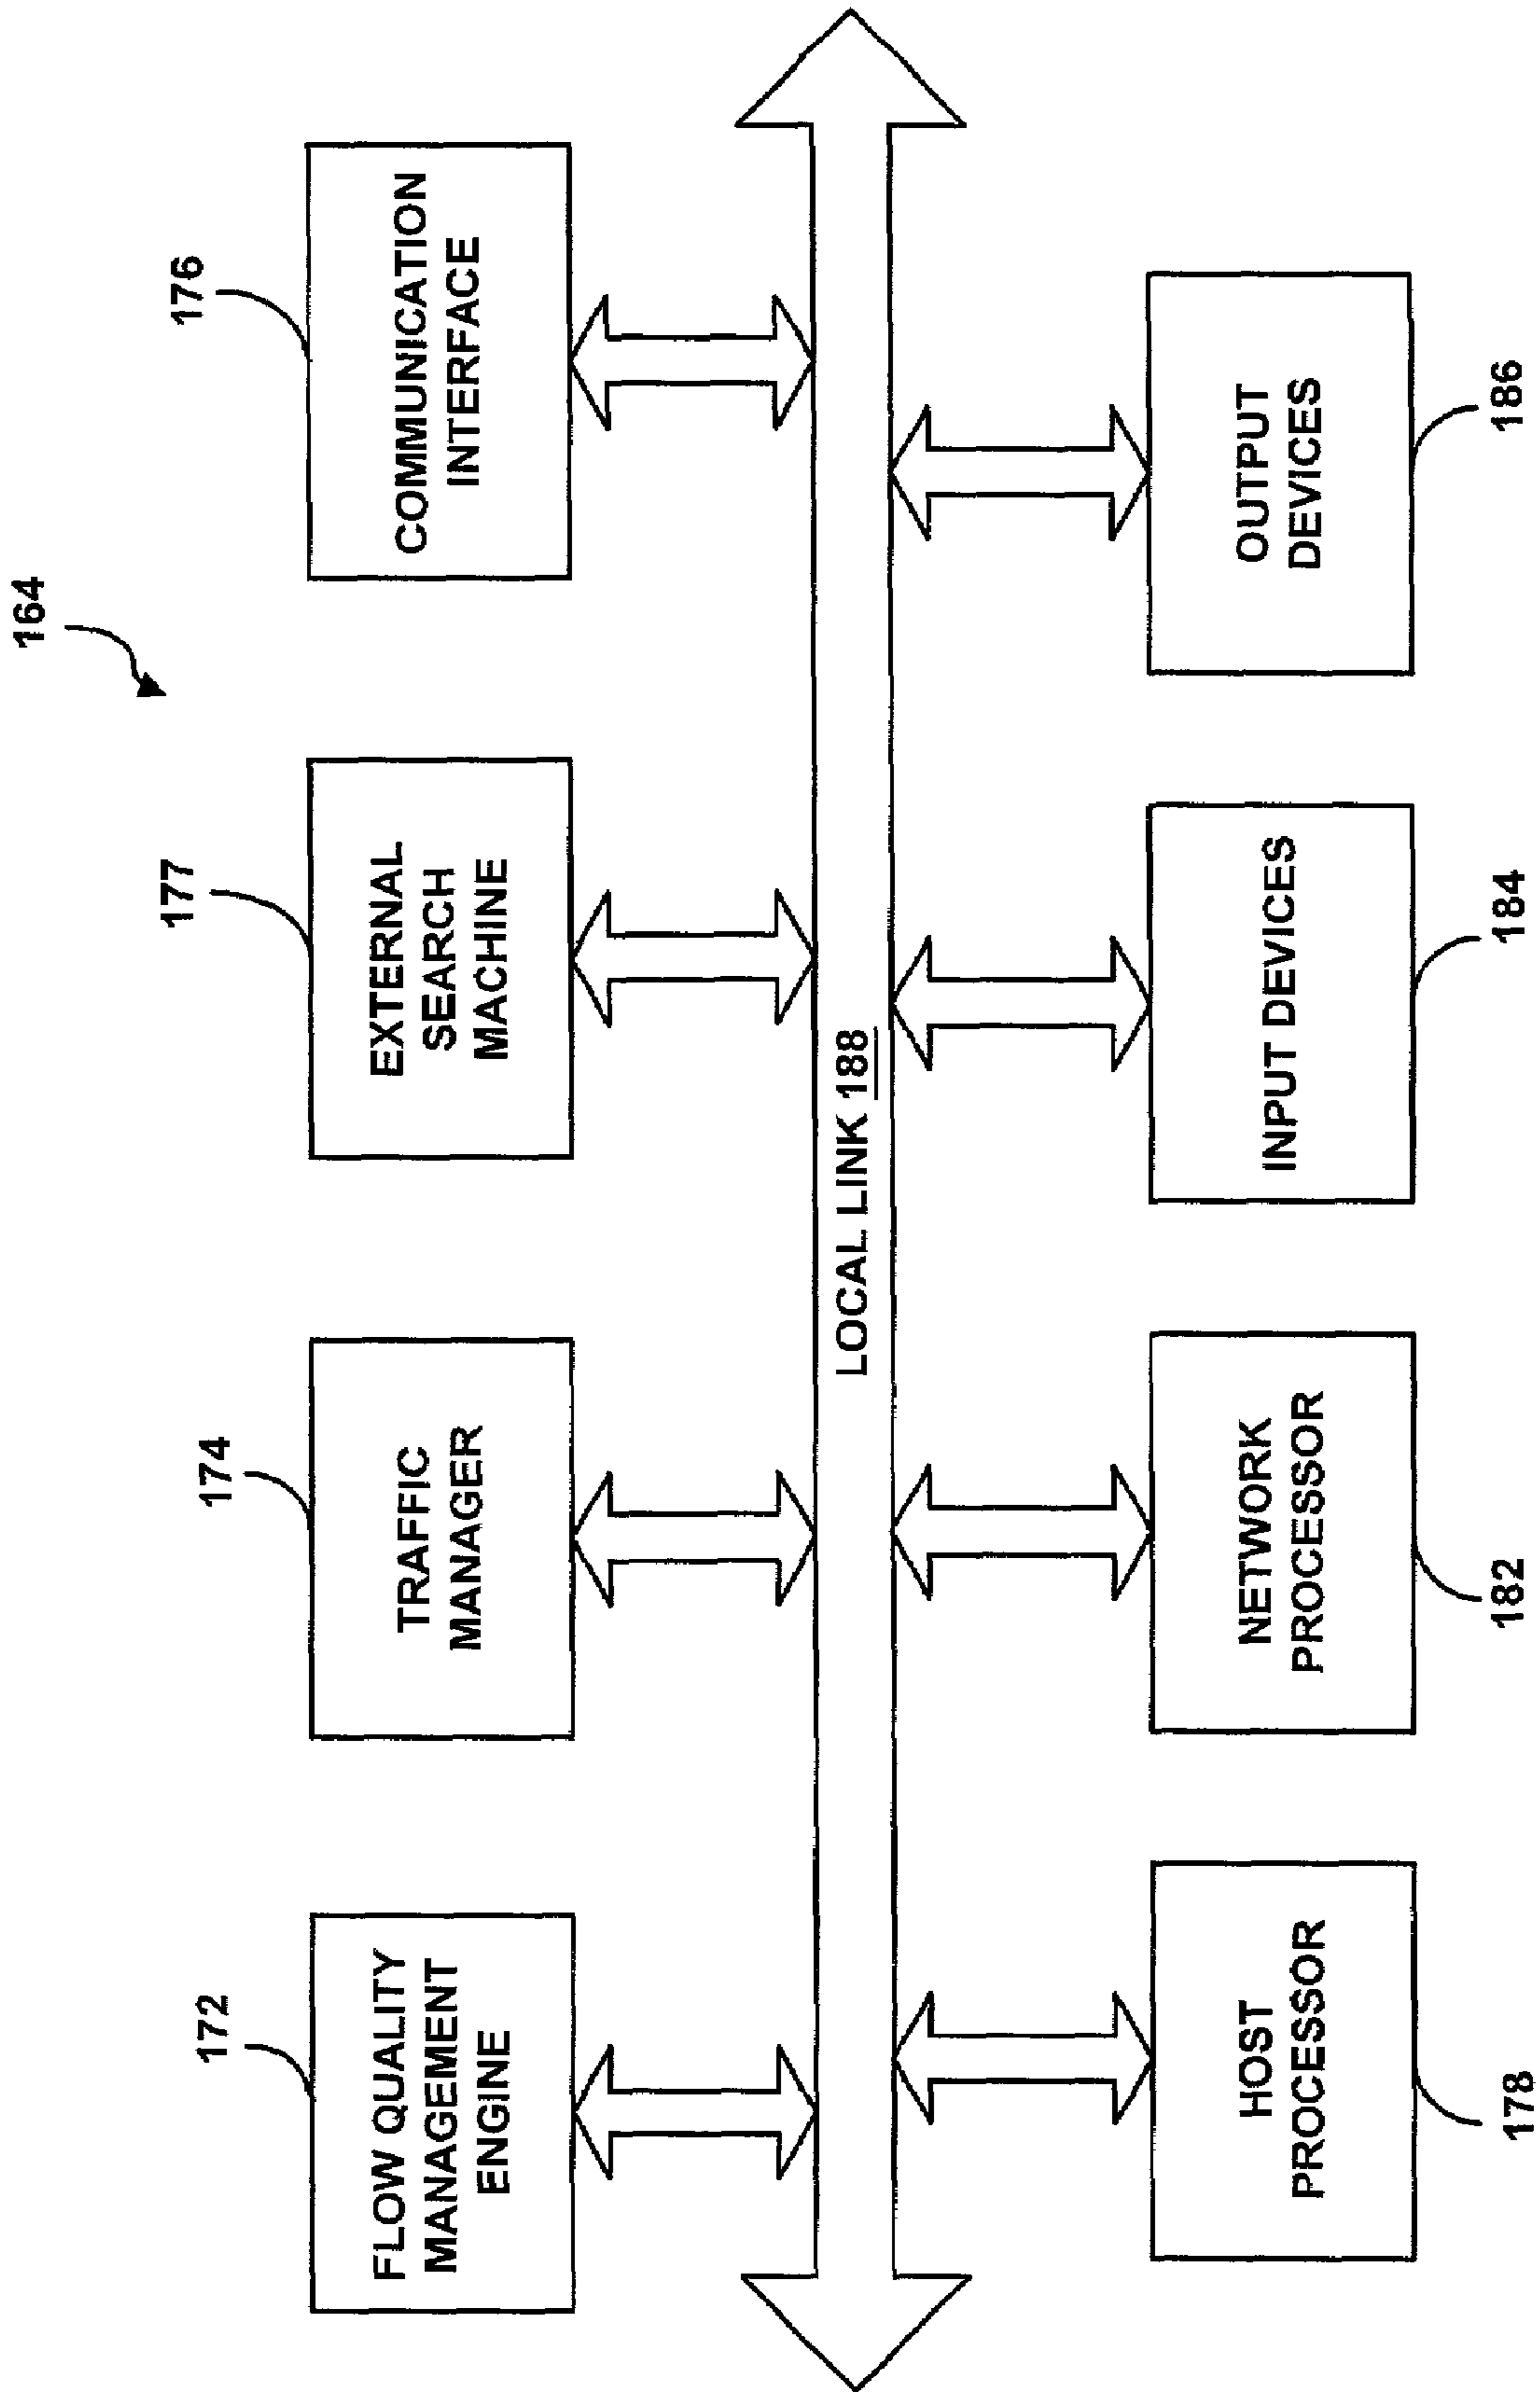 164
172
174
177
176
FLOW QUALITY
MANAGEMENT
ENGINE
TRAFFIC
MANAGER
EXTERNAL
SEARCH
MACHINE
COMMUNICATION
INTERFACE
LOCAL LINK 188
HOST
PROCESSOR
NETWORK
PROCESSOR
INPUT DEVICES
OUTPUT
DEVICES
178
182
184
186